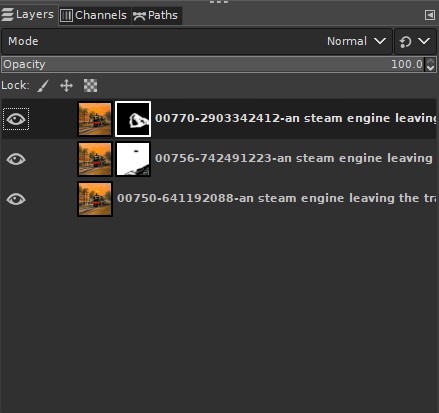 Layers Channels Paths
Mode Normal
Opacity 100.0
Lock:
00770-2903342412-an steam engine leaving
00756-742491223-an steam engine leaving
00750-641192088-an steam engine leaving the tra